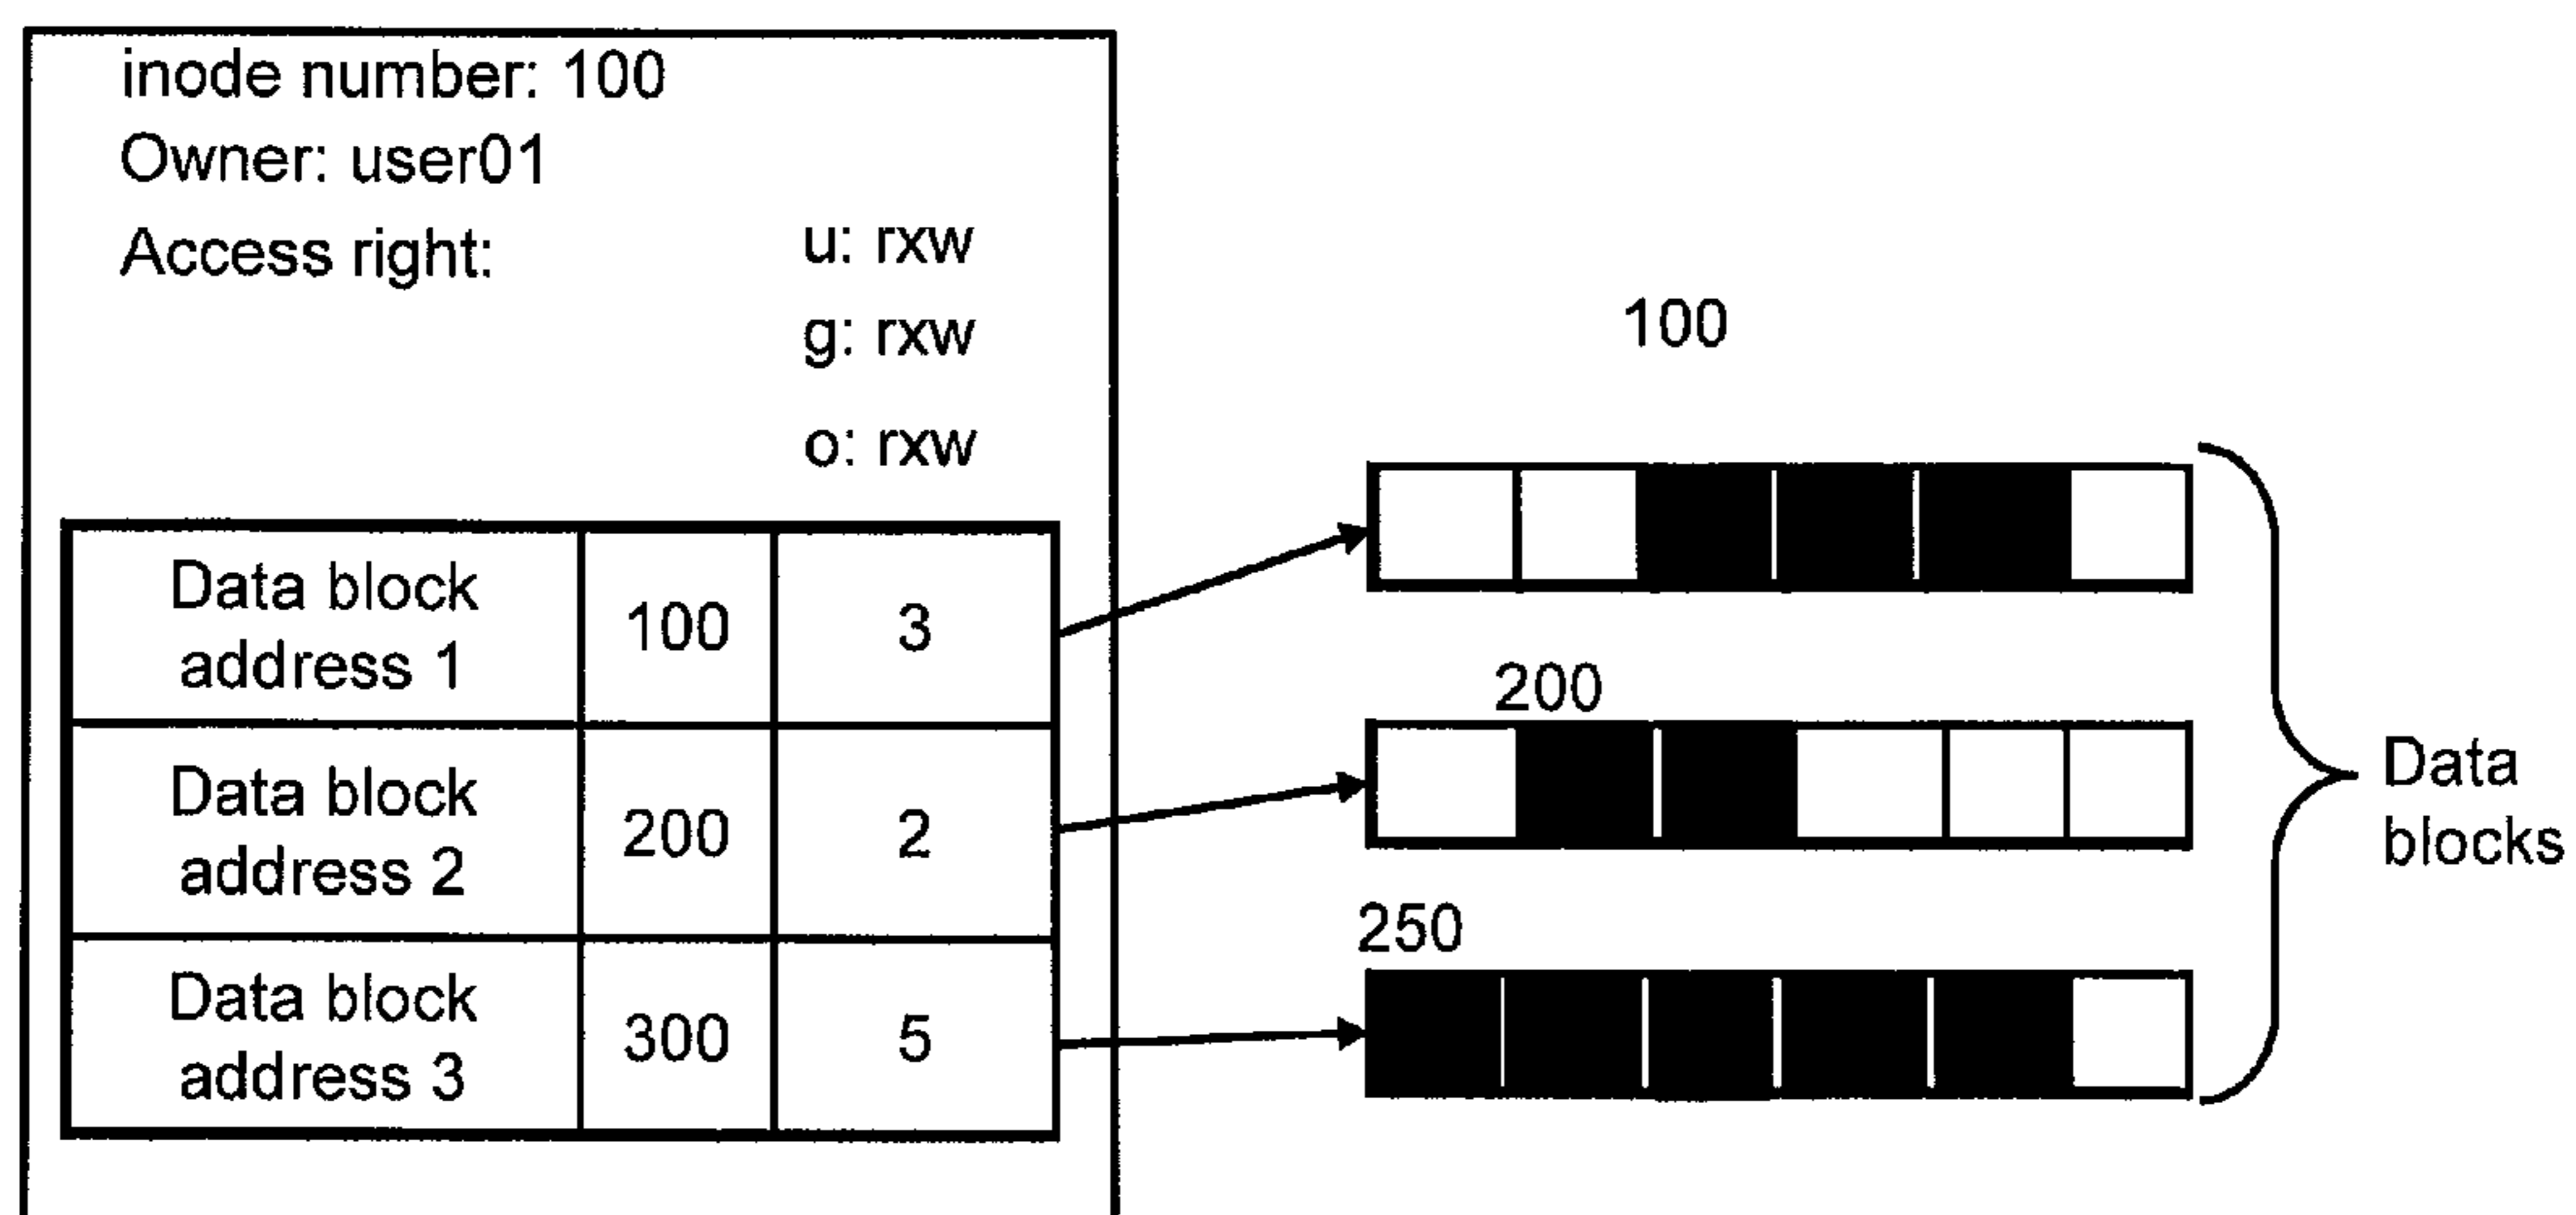 inode number: 100
Owner: user01
Access right:
u: rxw
g: rxw
o: rxw
Data block
address 1
100
3
Data block
address 2
200
2
Data block
address 3
300
5
100
200
250
Data
blocks